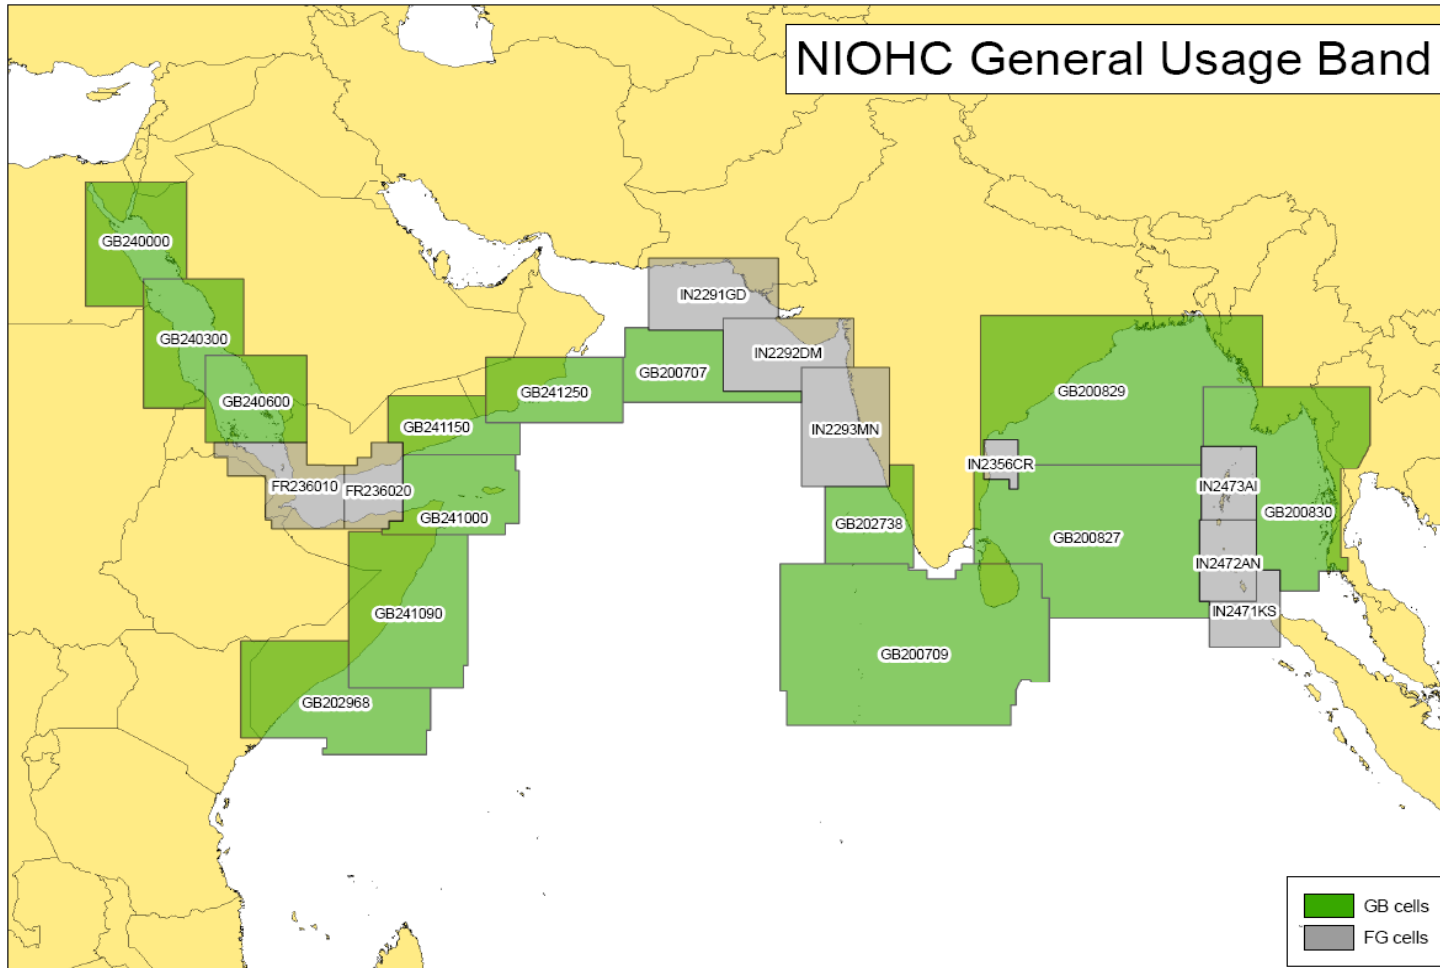 NIOHC General Usage Band
GB240000
IN2291GD
GB240300
IN2292DM
GB200707
GB241250
GB200829
GB240600
GB241150
IN2293MN
IN2356CR
FR236010
FR236020
IN2473AI
GB241000
GB202738
GB200830
GB200827
IN2472AN
GB241090
IN2471KS
GB200709
GB202968
GB cells
FG cells